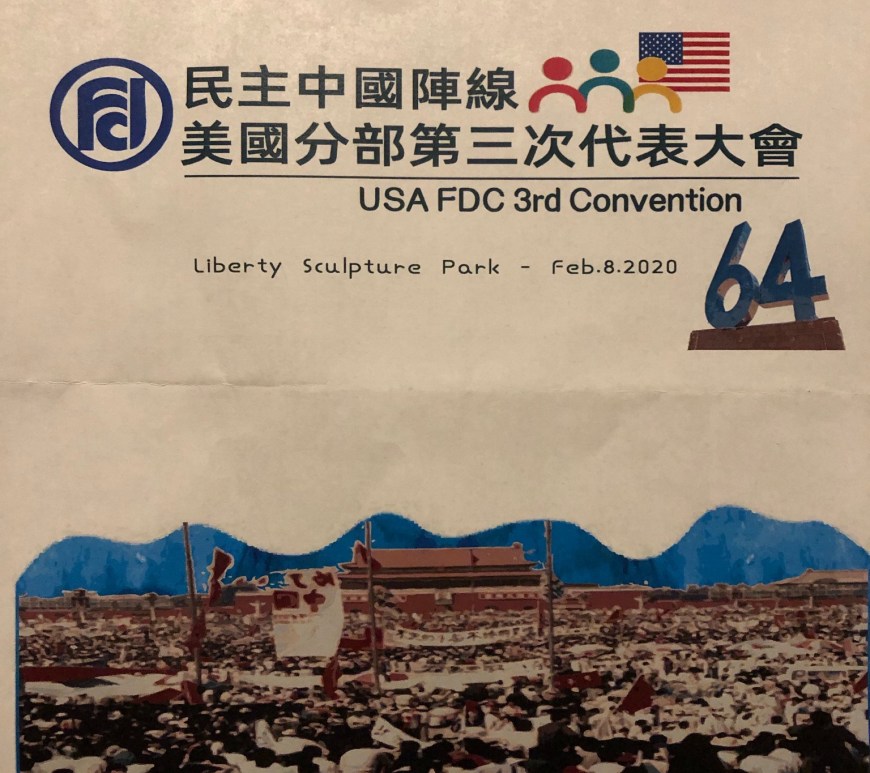 民主中國陣線
美國分部第三次代表大會
USA FDC 3rd Convention
Liberty Sculpture Park - Feb.8.2020
64